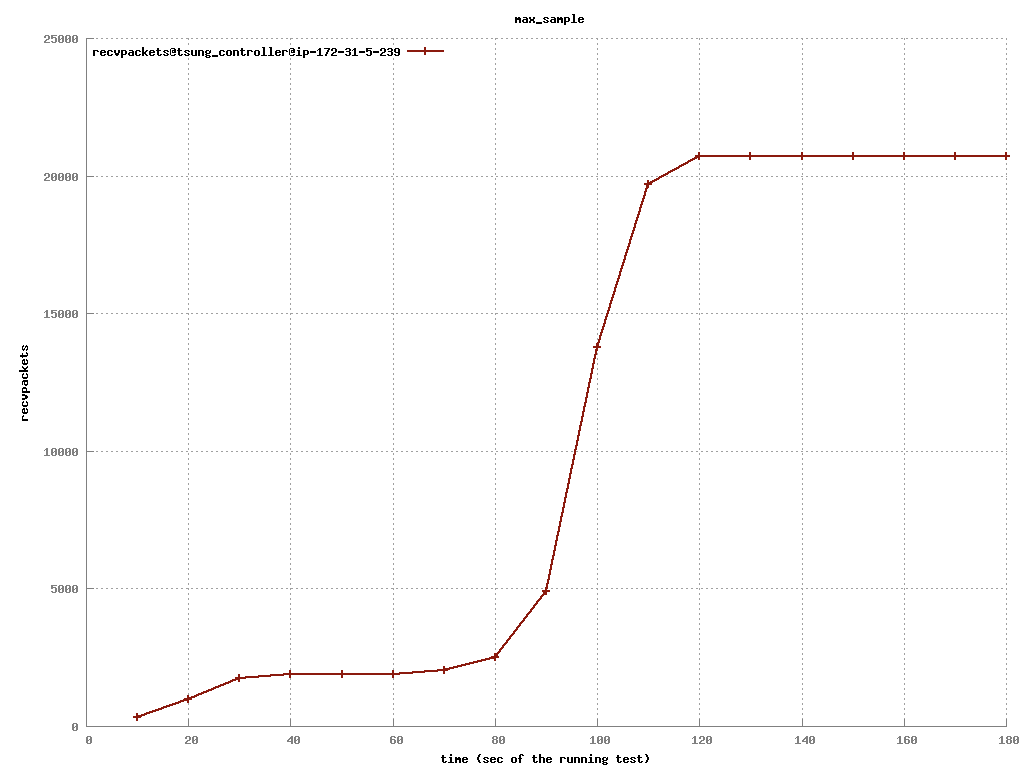 max_sample
25000
recvpackets@tsung_controller@ip-172-31-5-239
20000
15000
recvpackets
10000
5000
0
0 20 40 60 80 100 120 140 160 180
time (sec of the running test)